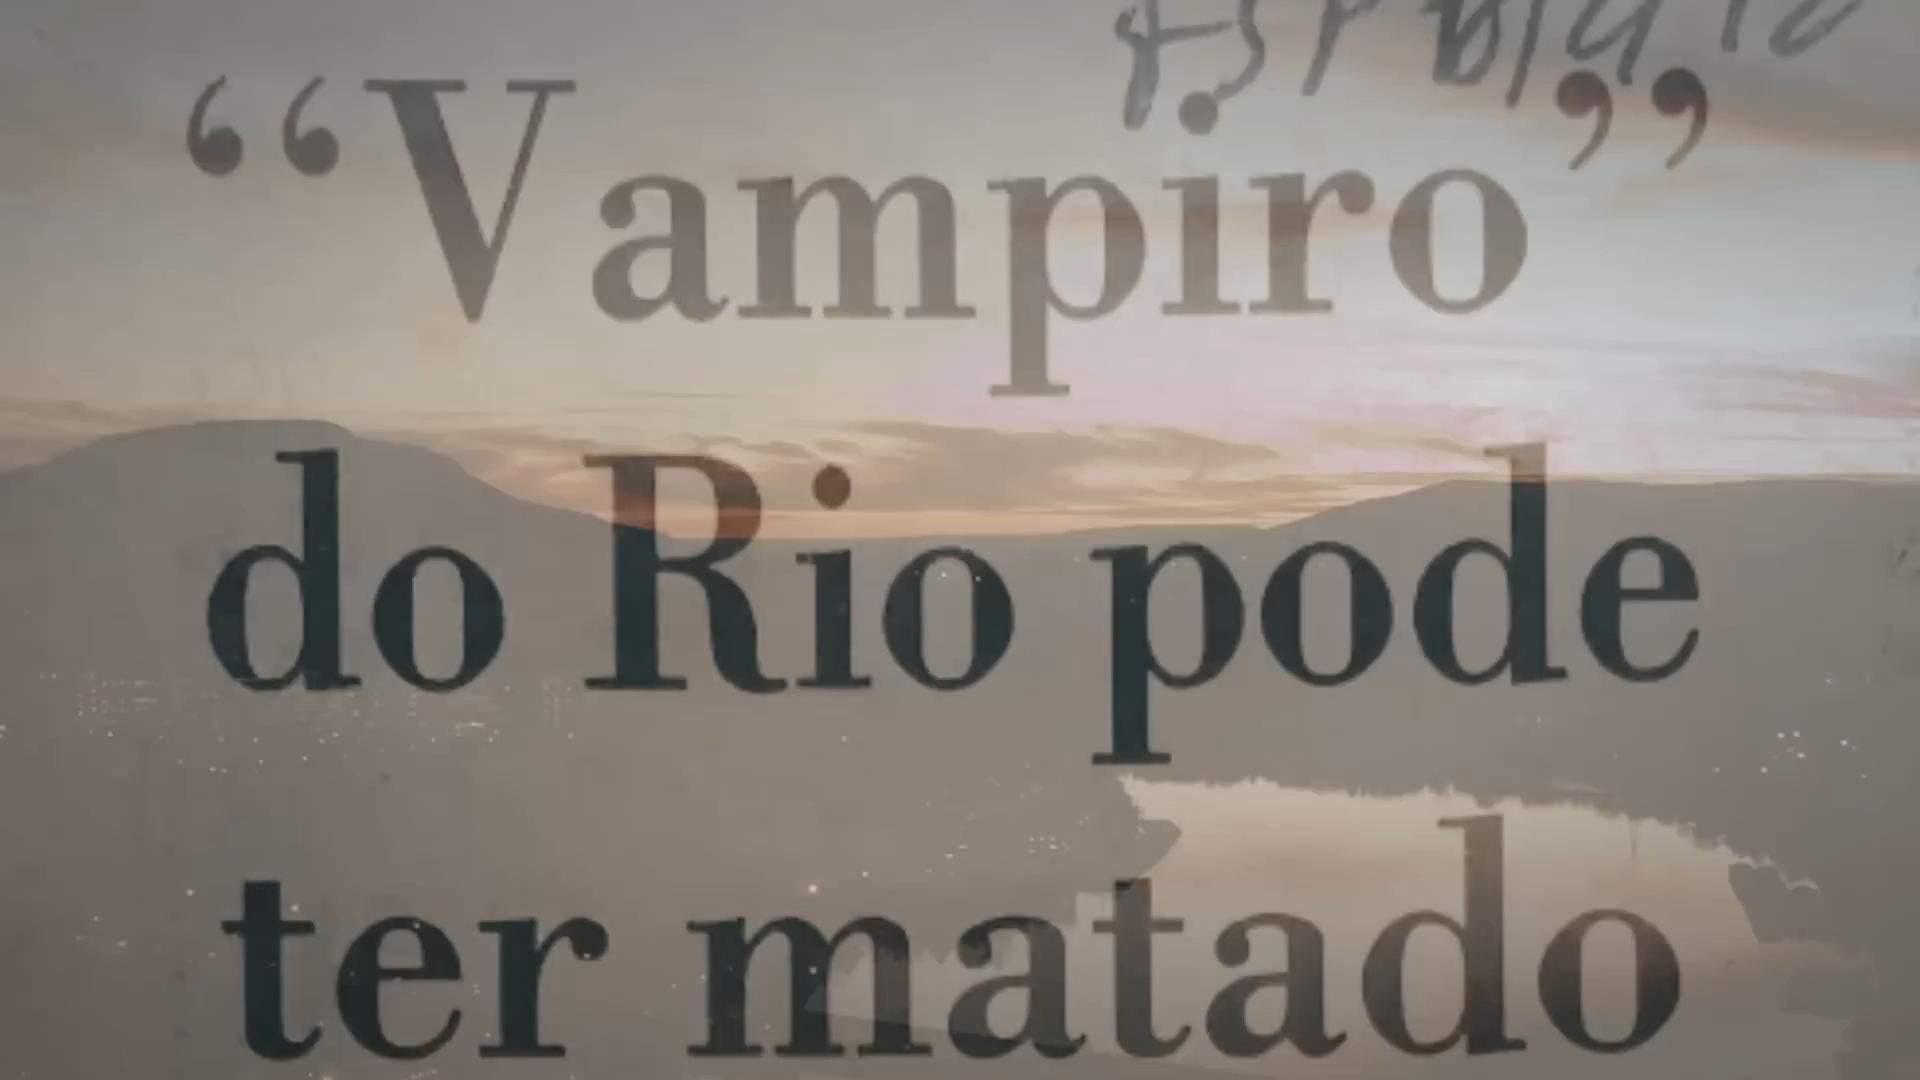 “Vampiro”
do Rio pode
ter matado